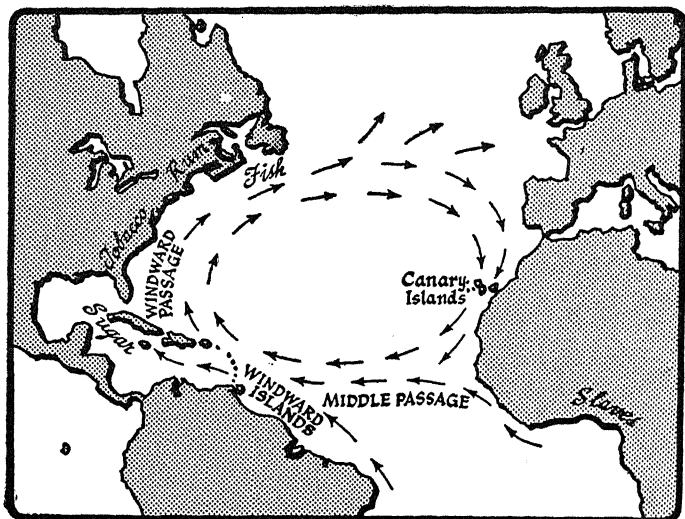 Rum
Fish
Tobacco
WINDWARD
PASSAGE
Canary
Islands
Sugar
WINDWARD
ISLANDS
MIDDLE PASSAGE
Slaves